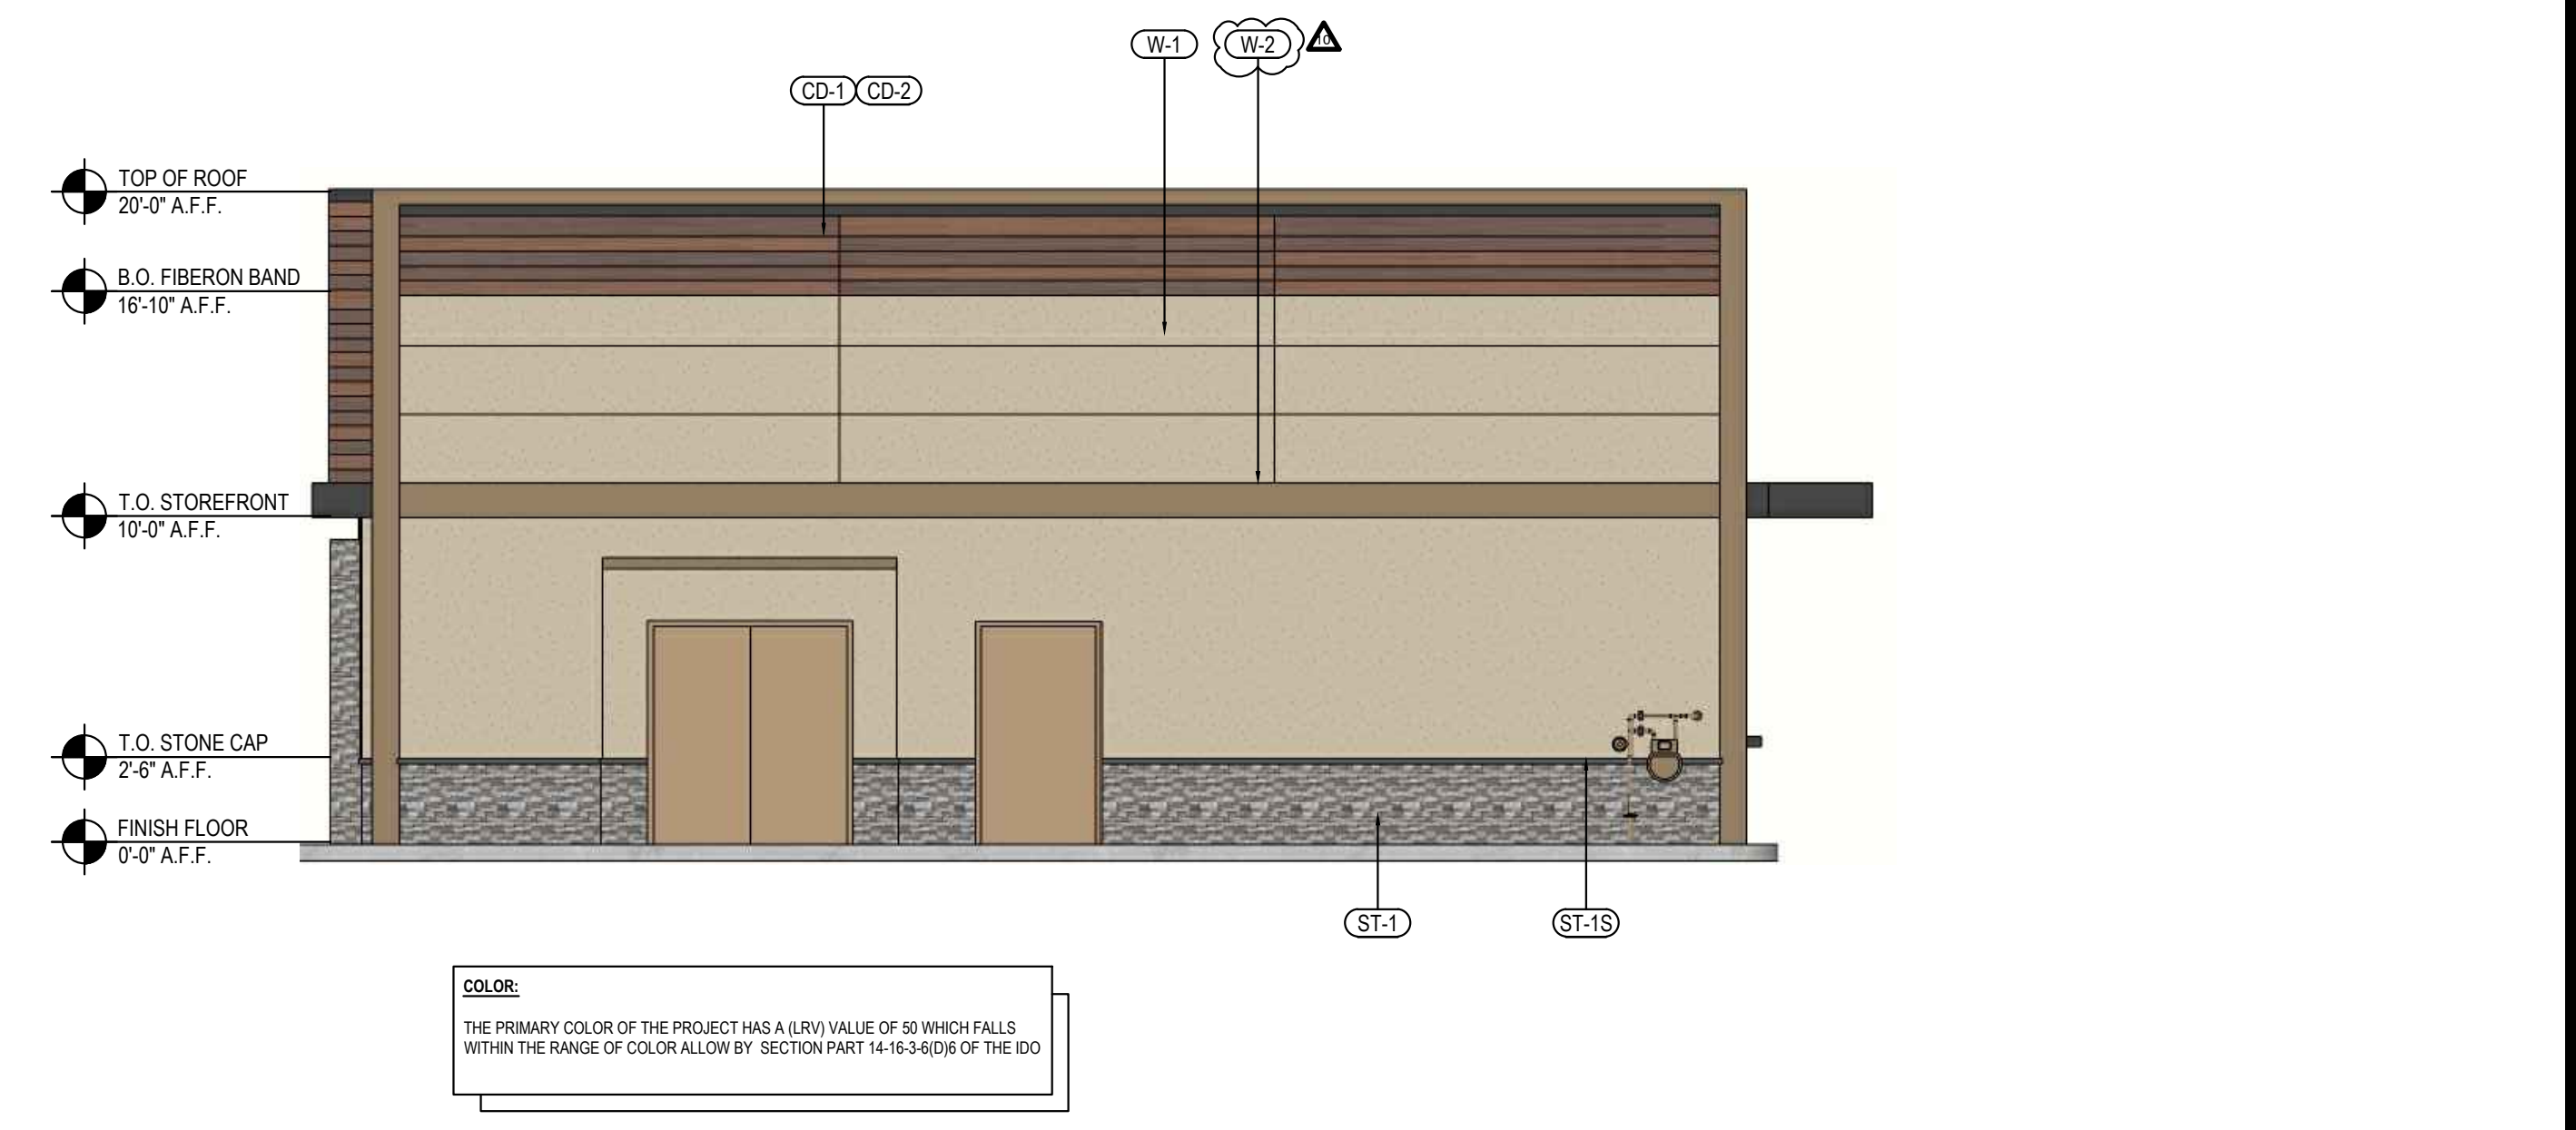 W-1 W-2 10
CD-1 CD-2
TOP OF ROOF
20'-0" A.F.F.
B.O. FIBERON BAND
16'-10" A.F.F.
T.O. STOREFRONT
10'-0" A.F.F.
T.O. STONE CAP
2'-6" A.F.F.
FINISH FLOOR
0'-0" A.F.F.
ST-1 ST-1S
COLOR:
THE PRIMARY COLOR OF THE PROJECT HAS A (LRV) VALUE OF 50 WHICH FALLS
WITHIN THE RANGE OF COLOR ALLOW BY SECTION PART 14-16-3-6(D)6 OF THE IDO